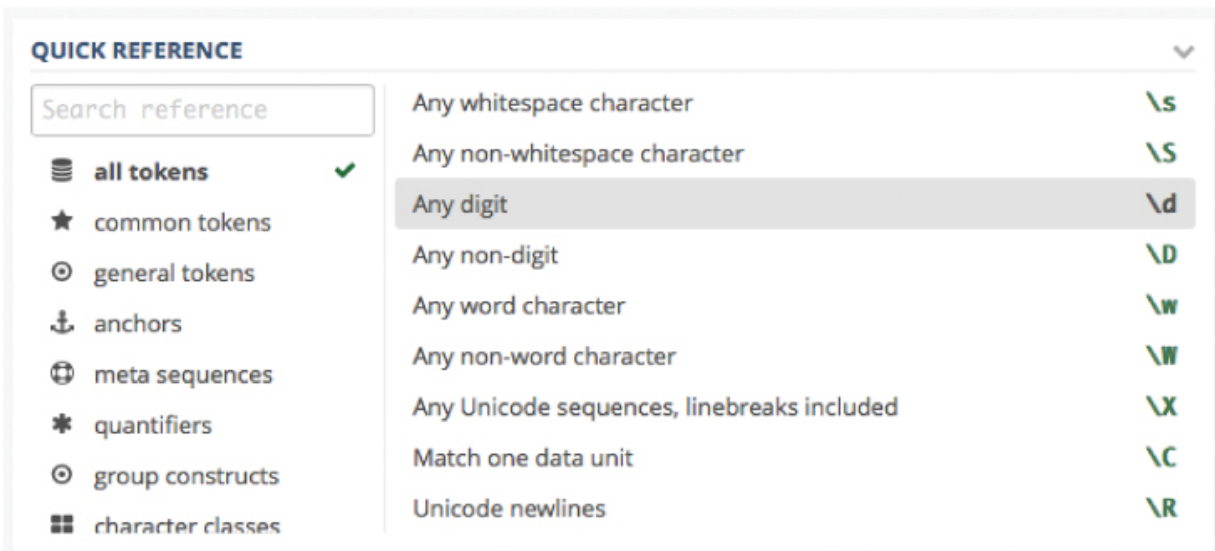 QUICK REFERENCE
Search reference
all tokens
common tokens
general tokens
anchors
meta sequences
quantifiers
group constructs
character classes
Any whitespace character \s
Any non-whitespace character \S
Any digit \d
Any non-digit \D
Any word character \w
Any non-word character \W
Any Unicode sequences, linebreaks included \X
Match one data unit \C
Unicode newlines \R